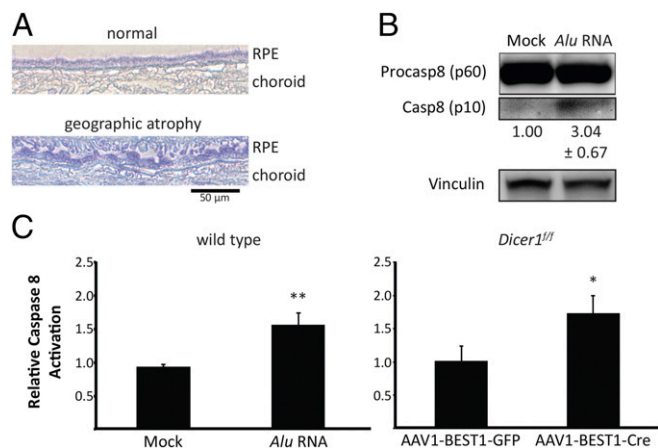 A
normal
RPE
choroid
geographic atrophy
RPE
choroid
50 µm
B
Mock Alu RNA
Procasp8 (p60)
Casp8 (p10)
1.00 3.04
± 0.67
Vinculin
C
wild type
Relative Caspase 8
Activation
2.5
2.0
1.5
1.0
0.5
**
Mock Alu RNA
Dicer1f/f
2.5
2.0
1.5
1.0
0.5
*
AAV1-BEST1-GFP AAV1-BEST1-Cre